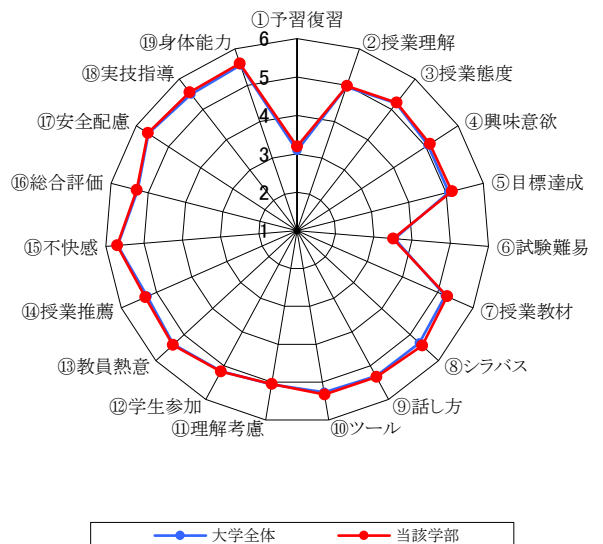 ①予習復習
②授業理解
③授業態度
④興味意欲
⑤目標達成
⑥試験難易
⑦授業教材
⑧シラバス
⑨話し方
⑩ツール
⑪理解考慮
⑫学生参加
⑬教員熱意
⑭授業推薦
⑮不快感
⑯総合評価
⑰安全配慮
⑱実技指導
⑲身体能力
6
5
4
3
2
1
大学全体
当該学部